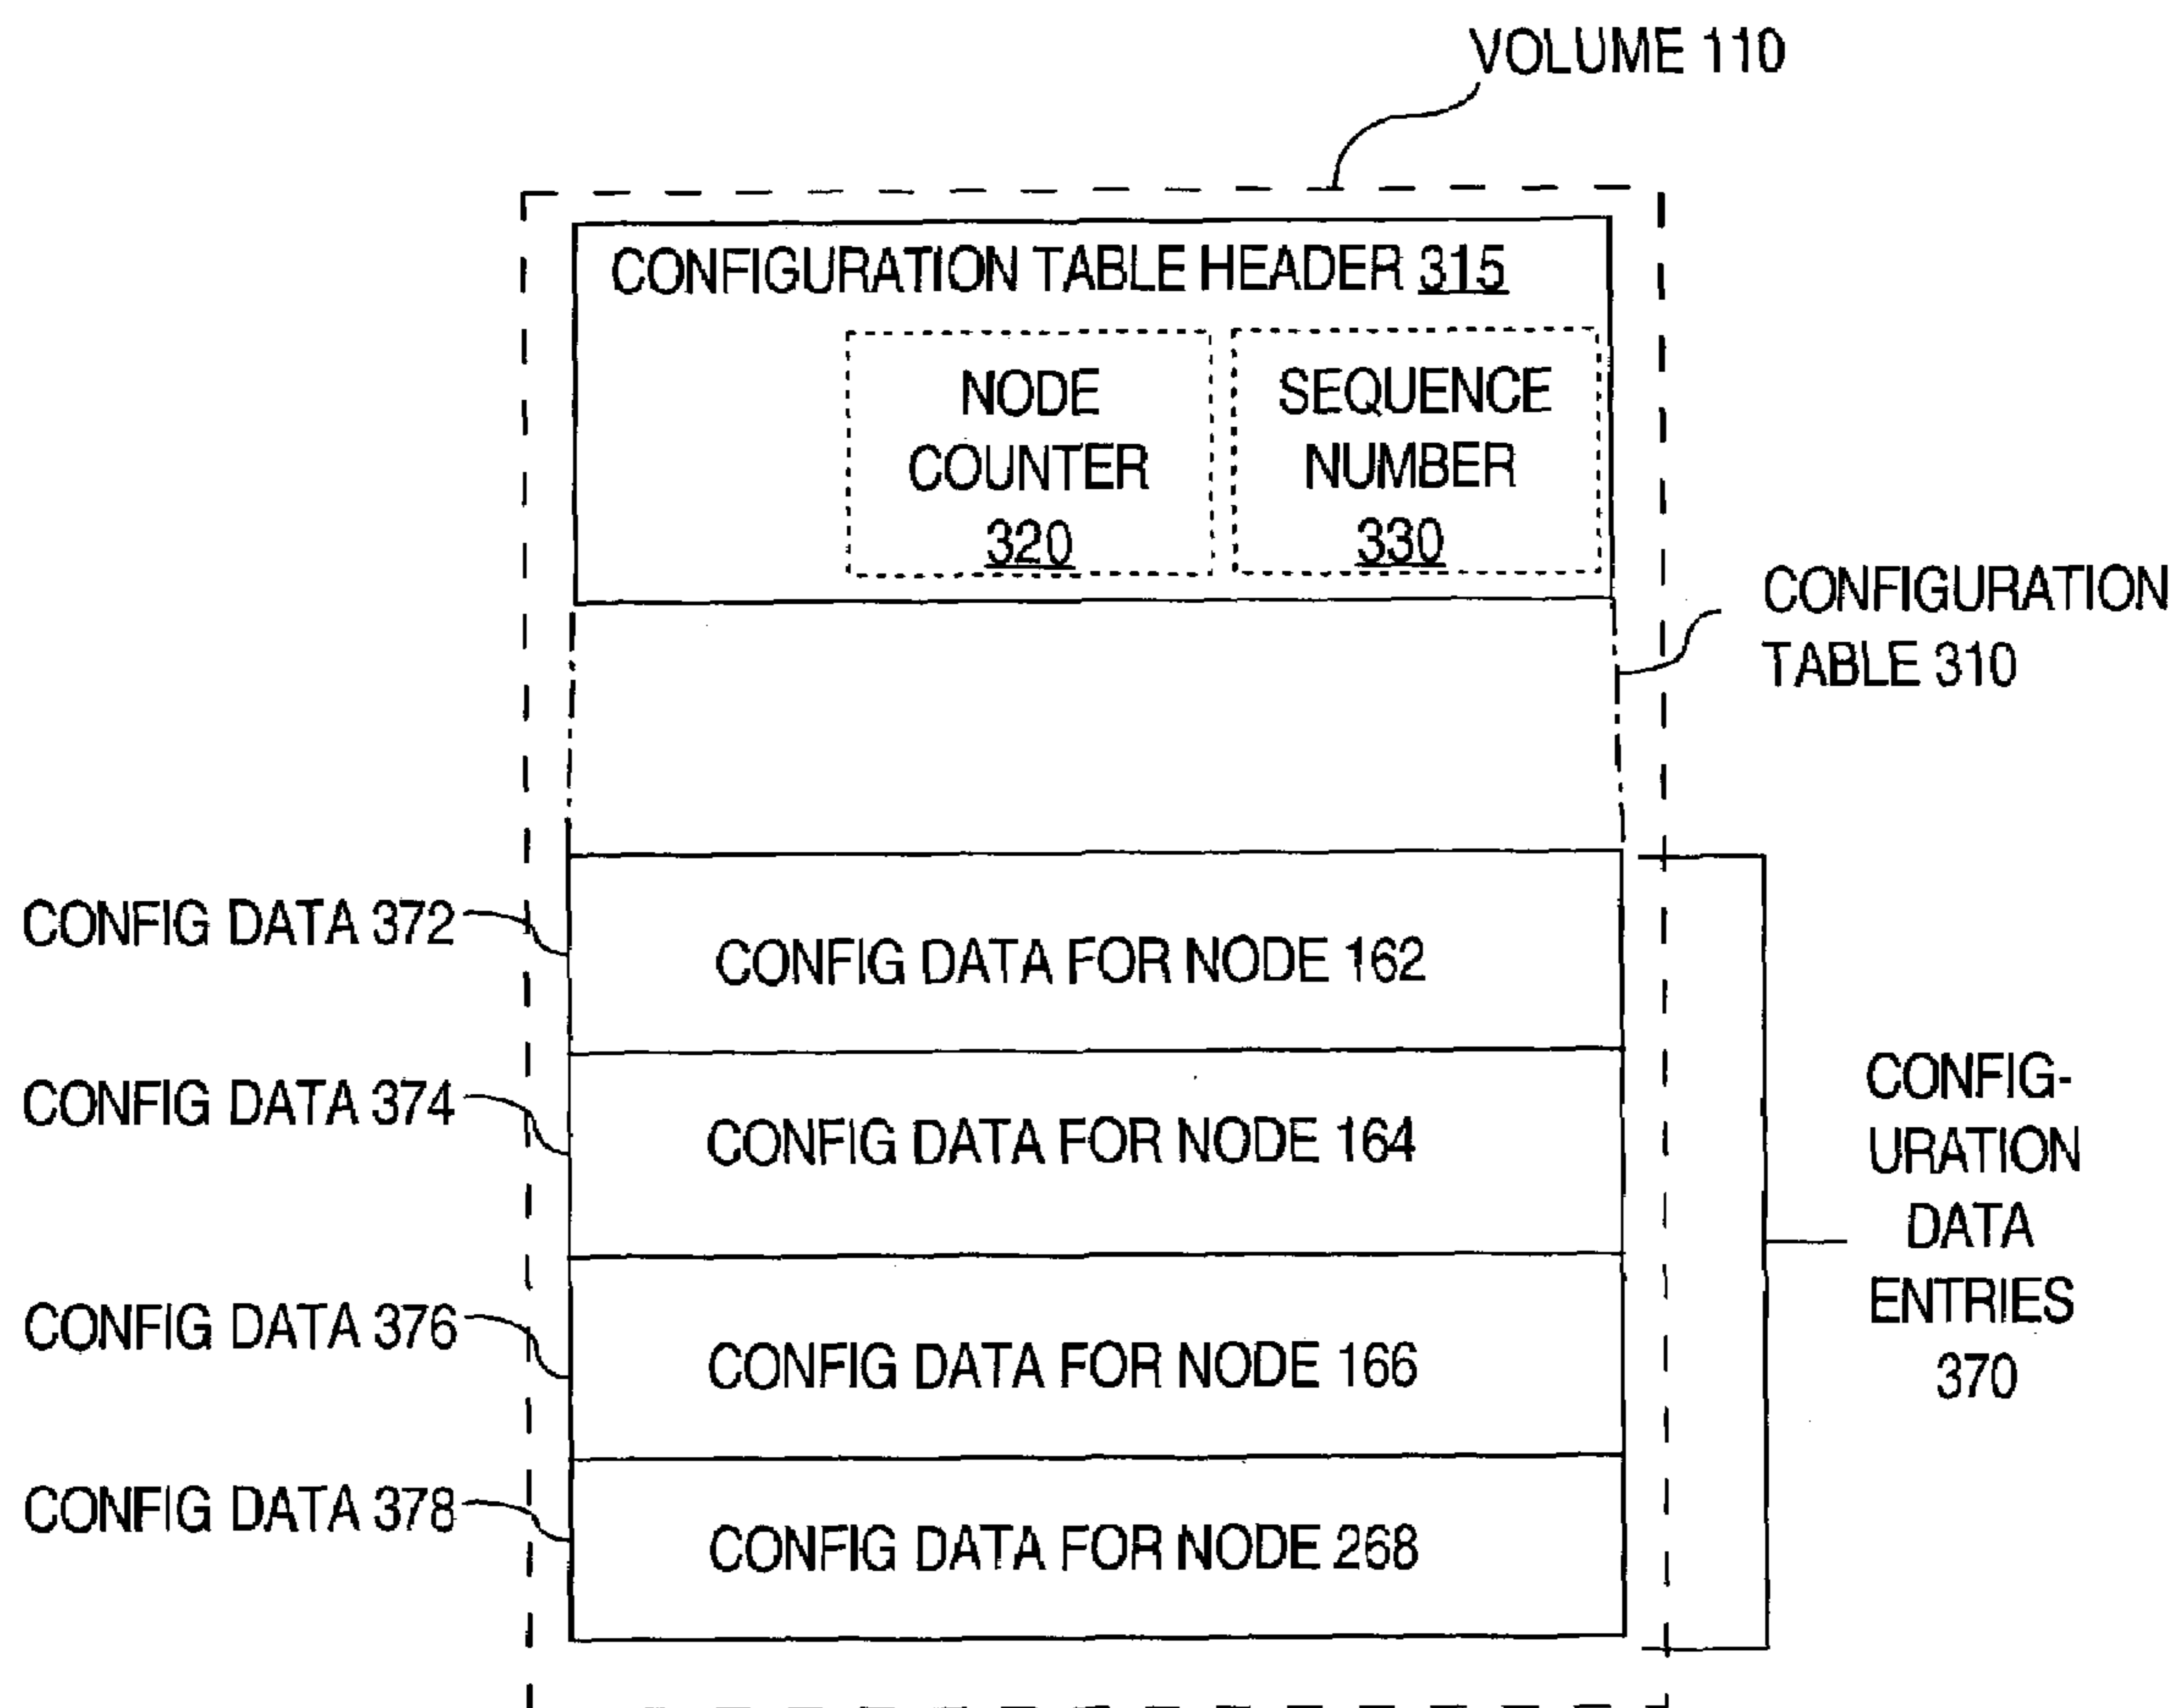 VOLUME 110
CONFIGURATION TABLE HEADER 315
NODE
COUNTER
320
SEQUENCE
NUMBER
330
CONFIGURATION
TABLE 310
CONFIG DATA 372
CONFIG DATA FOR NODE 162
CONFIG DATA 374
CONFIG DATA FOR NODE 164
CONFIG DATA 376
CONFIG DATA FOR NODE 166
CONFIG DATA 378
CONFIG DATA FOR NODE 268
CONFIG-
URATION
DATA
ENTRIES
370